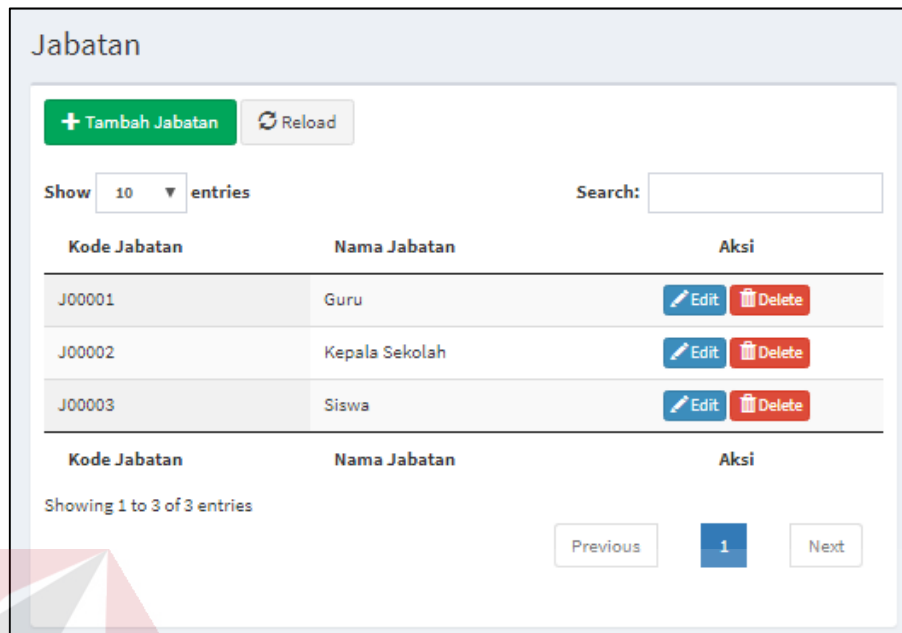 Jabatan
Tambah Jabatan Reload
Show 10 entries Search:
Kode Jabatan Nama Jabatan Aksi
J00001 Guru Edit Delete
J00002 Kepala Sekolah Edit Delete
J00003 Siswa Edit Delete
Kode Jabatan Nama Jabatan Aksi
Showing 1 to 3 of 3 entries
Previous 1 Next